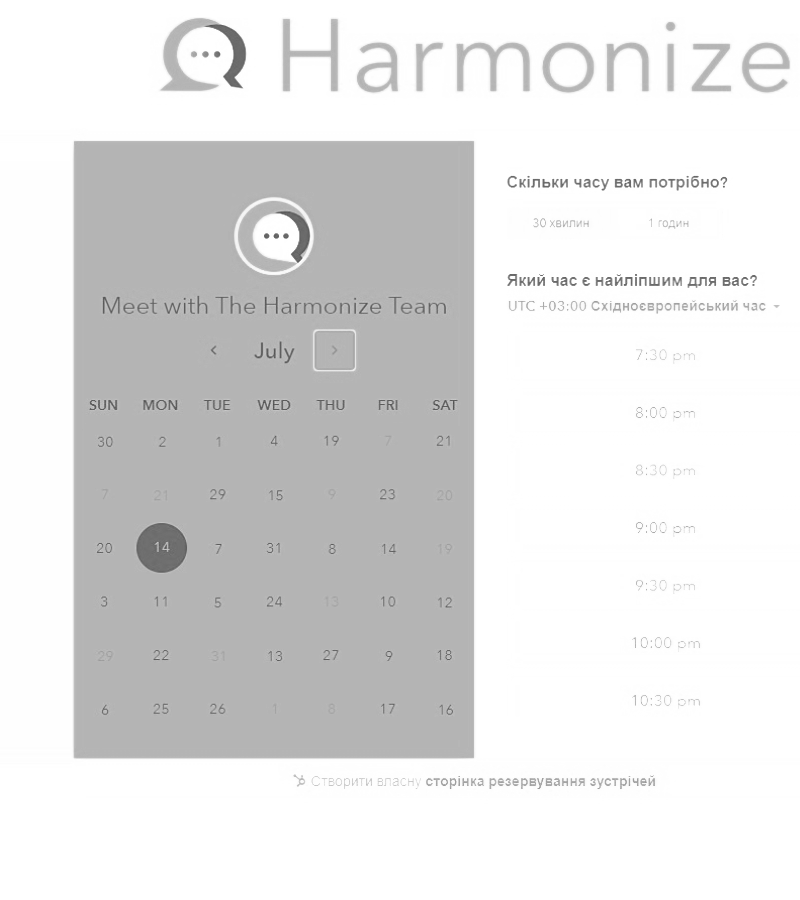 Harmonize
Meet with The Harmonize Team
July
SUN MON TUE WED THU FRI SAT
30 2 1 4 19 7 21
7 21 29 15 9 23 20
20 14 7 31 8 14 19
3 11 5 24 13 10 12
29 22 31 13 27 9 18
6 25 26 1 8 17 16
Скільки часу вам потрібно?
30 хвилин 1 годин
Який час є найліпшим для вас?
UTC +03:00 Східноєвропейський час
7:30 pm
8:00 pm
8:30 pm
9:00 pm
9:30 pm
10:00 pm
10:30 pm
Створити власну сторінка резервування зустрічей